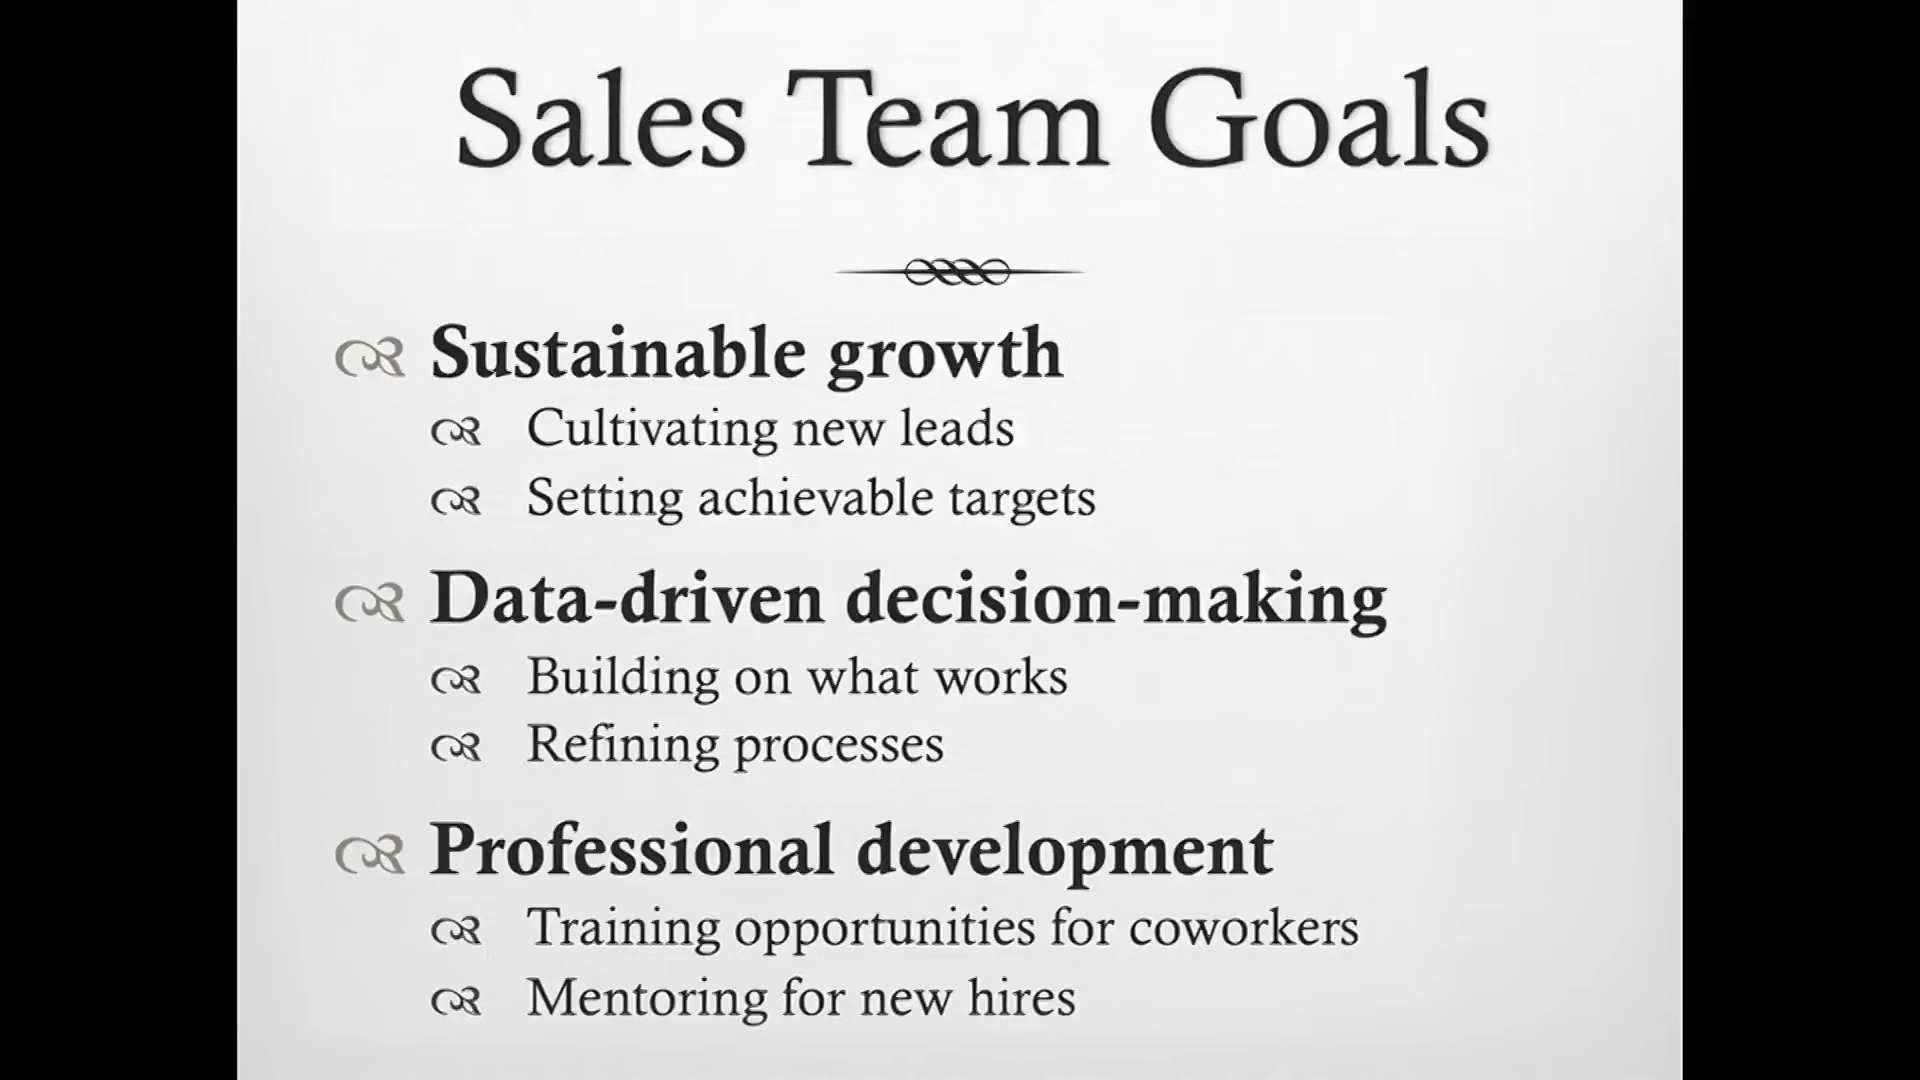 Sales Team Goals
Sustainable growth
Cultivating new leads
Setting achievable targets
Data-driven decision-making
Building on what works
Refining processes
Professional development
Training opportunities for coworkers
Mentoring for new hires